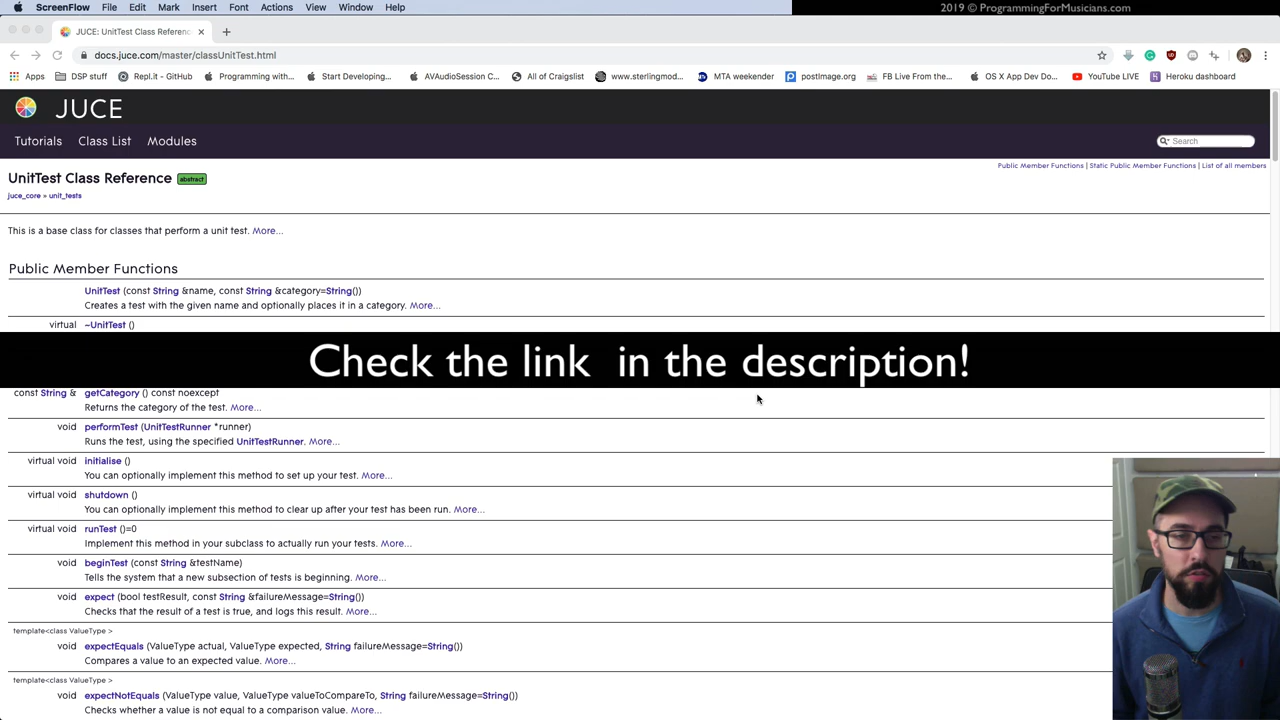 ScreenFlow File Edit Mark Insert Font Actions View Window Help
2019 © ProgrammingForMusicians.com
JUCE: UnitTest Class Reference
docs.juce.com/master/classUnitTest.html
Apps DSP stuff Repl.it - GitHub Programming with... Start Developing... AVAudioSession C... All of Craigslist www.sterlingmod... MTA weekender postImage.org FB Live From the... OS X App Dev Do... YouTube LIVE Heroku dashboard
JUCE
Tutorials Class List Modules
Search
Public Member Functions | Static Public Member Functions | List of all members
UnitTest Class Reference abstract
juce_core » unit_tests
This is a base class for classes that perform a unit test. More...
Public Member Functions
UnitTest (const String &name, const String &category=String())
Creates a test with the given name and optionally places it in a category. More...
virtual ~UnitTest ()
Check the link in the description!
const String & getCategory () const noexcept
Returns the category of the test. More...
void performTest (UnitTestRunner *runner)
Runs the test, using the specified UnitTestRunner. More...
virtual void initialise ()
You can optionally implement this method to set up your test. More...
virtual void shutdown ()
You can optionally implement this method to clear up after your test has been run. More...
virtual void runTest ()=0
Implement this method in your subclass to actually run your tests. More...
void beginTest (const String &testName)
Tells the system that a new subsection of tests is beginning. More...
void expect (bool testResult, const String &failureMessage=String())
Checks that the result of a test is true, and logs this result. More...
template<class ValueType >
void expectEquals (ValueType actual, ValueType expected, String failureMessage=String())
Compares a value to an expected value. More...
template<class ValueType >
void expectNotEquals (ValueType value, ValueType valueToCompareTo, String failureMessage=String())
Checks whether a value is not equal to a comparison value. More...